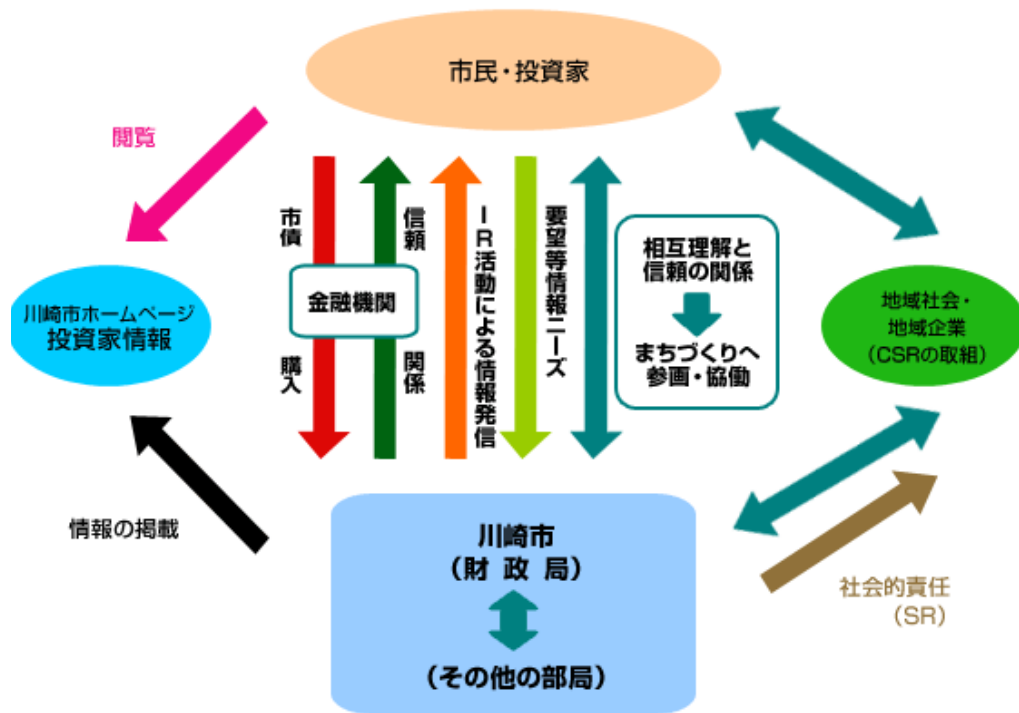 市民・投資家
閲覧
市債
購入
信頼
関係
金融機関
IR活動による情報発信
要望等情報ニーズ
相互理解と
信頼の関係
まちづくりへ
参画・協働
川崎市ホームページ
投資家情報
地域社会・
地域企業
（CSRの取組）
情報の掲載
川崎市
（財 政 局）
（その他の部局）
社会的責任
（SR）